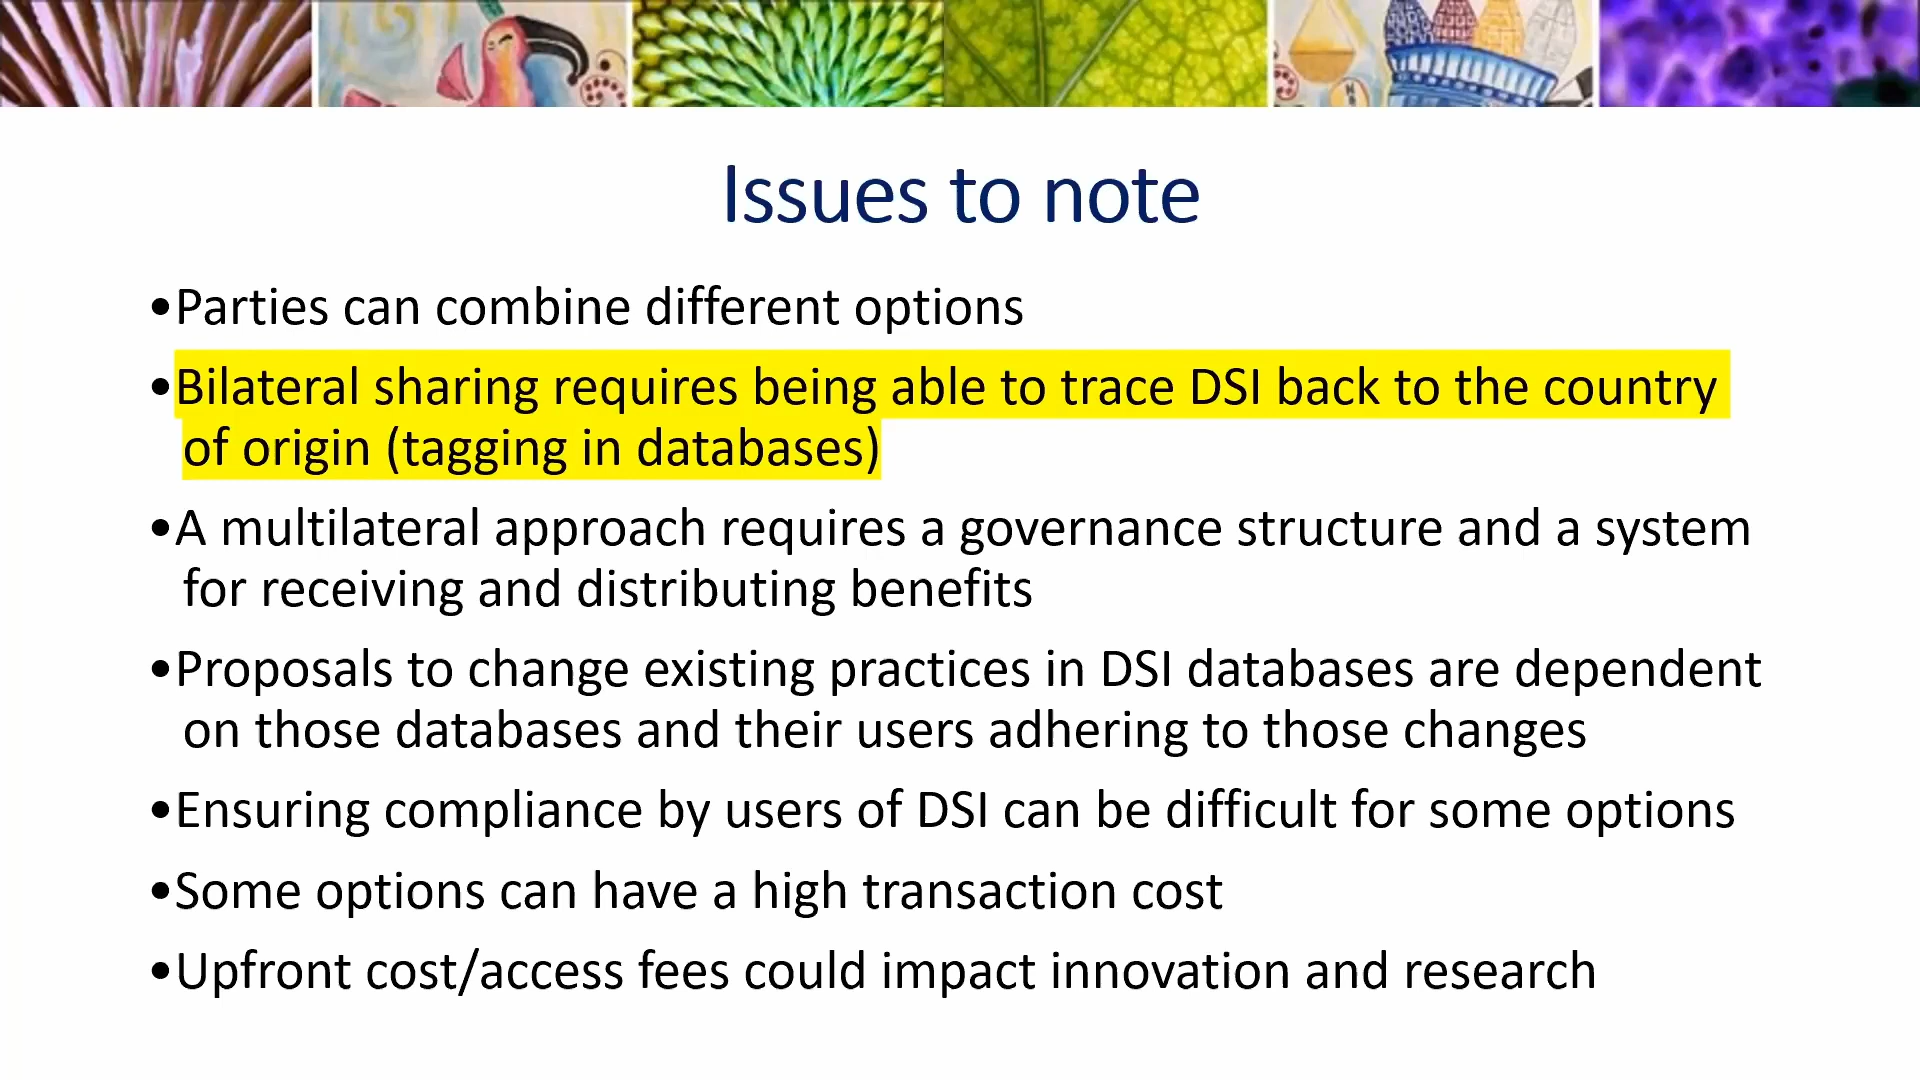 Issues to note
•Parties can combine different options
•Bilateral sharing requires being able to trace DSI back to the country
of origin (tagging in databases)
•A multilateral approach requires a governance structure and a system
for receiving and distributing benefits
•Proposals to change existing practices in DSI databases are dependent
on those databases and their users adhering to those changes
•Ensuring compliance by users of DSI can be difficult for some options
•Some options can have a high transaction cost
•Upfront cost/access fees could impact innovation and research